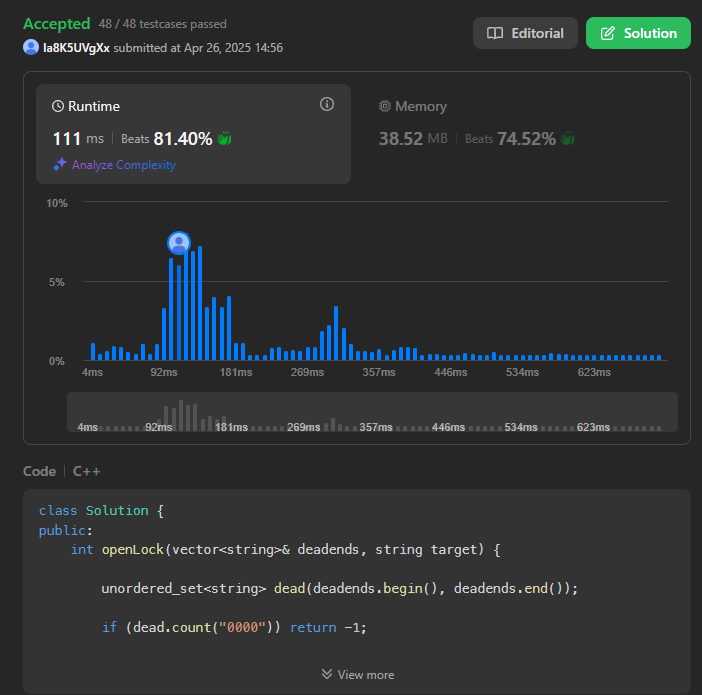 Accepted 48 / 48 testcases passed
Ia8K5UVgXx submitted at Apr 26, 2025 14:56
Editorial
Solution
Runtime
111 ms | Beats 81.40%
Analyze Complexity
Memory
38.52 MB | Beats 74.52%
10%
5%
0%
4ms 92ms 181ms 269ms 357ms 446ms 534ms 623ms
4ms 92ms 181ms 269ms 357ms 446ms 534ms 623ms
Code | C++
class Solution {
public:
    int openLock(vector<string>& deadends, string target) {
        unordered_set<string> dead(deadends.begin(), deadends.end());
        if (dead.count("0000")) return -1;
View more